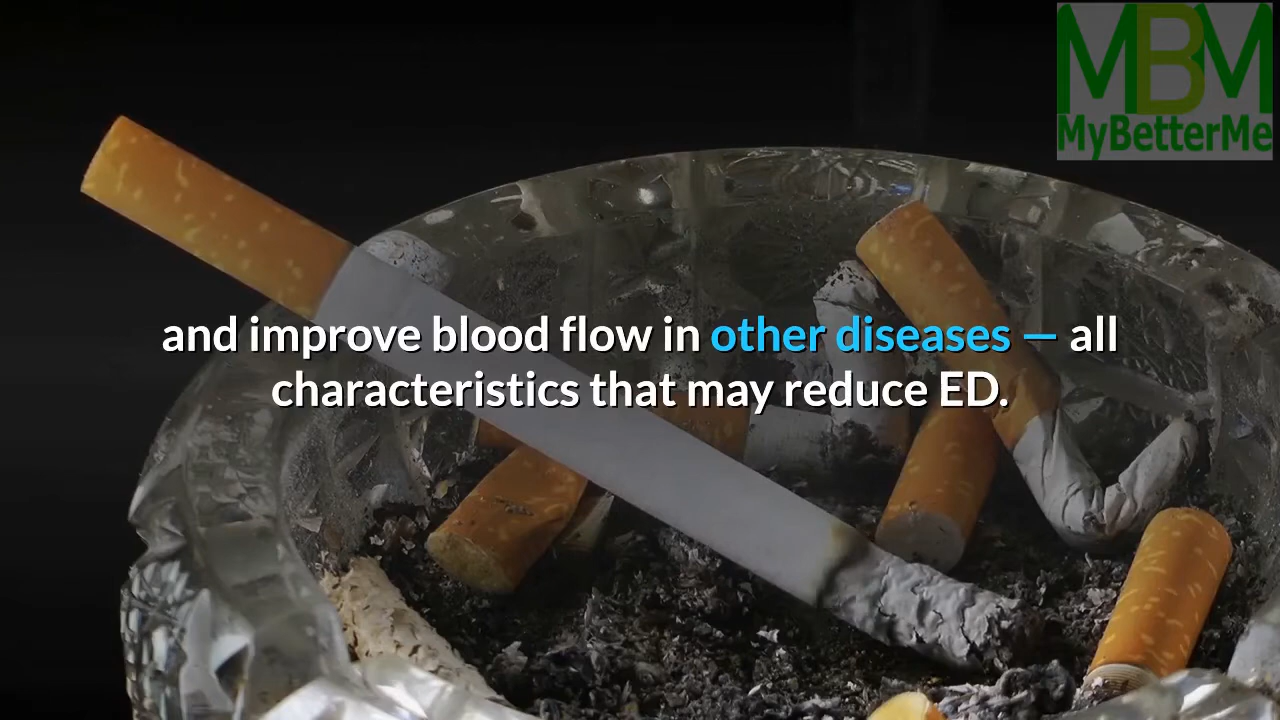 MBM
MyBetterMe
and improve blood flow in other diseases — all
characteristics that may reduce ED.